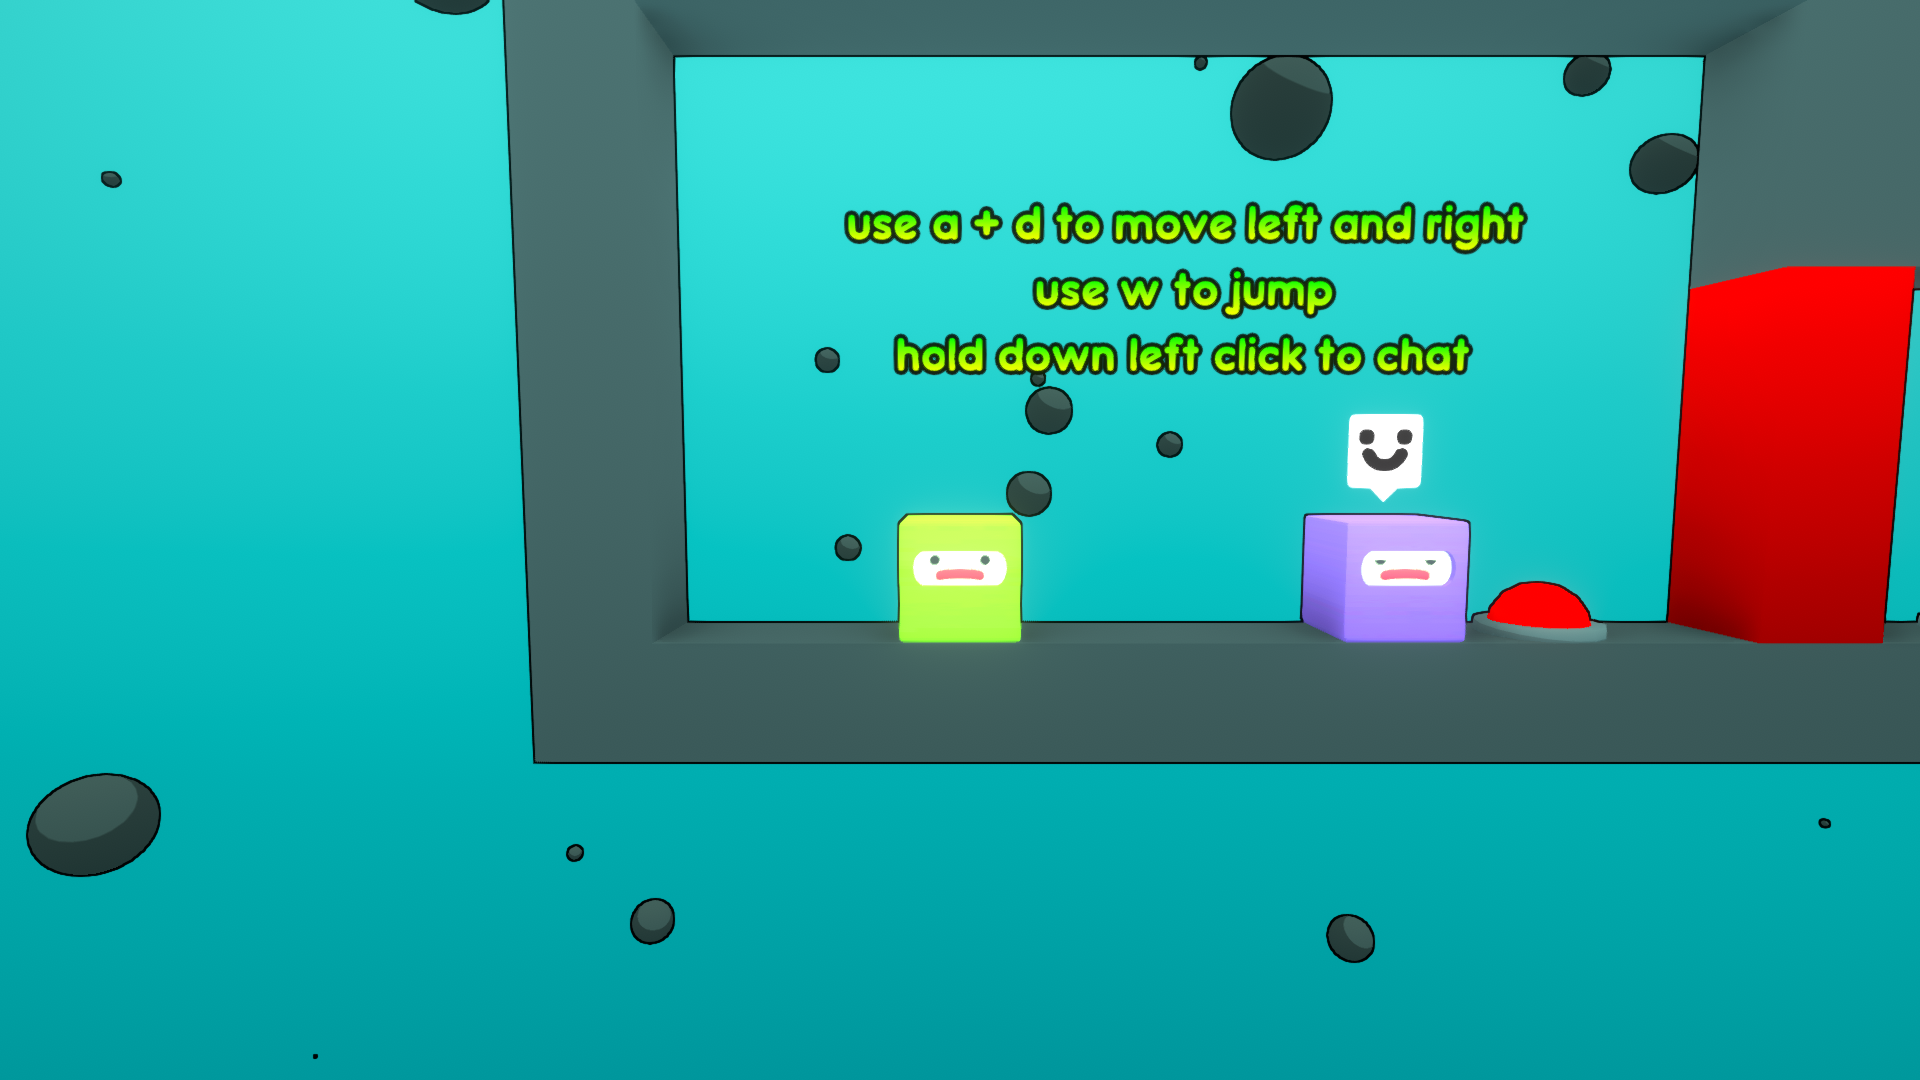 use a + d to move left and right
use w to jump
hold down left click to chat